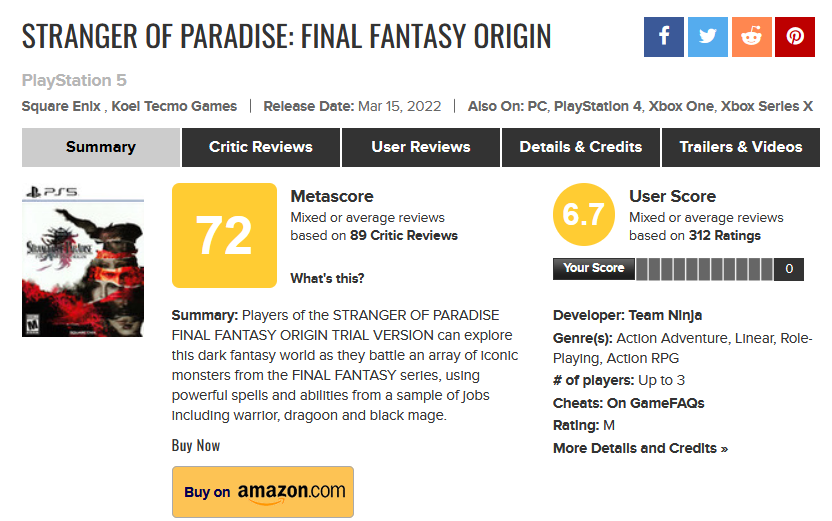 STRANGER OF PARADISE: FINAL FANTASY ORIGIN
PlayStation 5
Square Enix , Koei Tecmo Games | Release Date: Mar 15, 2022 | Also On: PC, PlayStation 4, Xbox One, Xbox Series X
Summary
Critic Reviews
User Reviews
Details & Credits
Trailers & Videos
PS5
STRANGER OF PARADISE
72
Metascore
Mixed or average reviews
based on 89 Critic Reviews
What's this?
6.7
User Score
Mixed or average reviews
based on 312 Ratings
Your Score
0
Summary: Players of the STRANGER OF PARADISE
FINAL FANTASY ORIGIN TRIAL VERSION can explore
this dark fantasy world as they battle an array of iconic
monsters from the FINAL FANTASY series, using
powerful spells and abilities from a sample of jobs
including warrior, dragoon and black mage.
Buy Now
Buy on amazon.com
Developer: Team Ninja
Genre(s): Action Adventure, Linear, Role-
Playing, Action RPG
# of players: Up to 3
Cheats: On GameFAQs
Rating: M
More Details and Credits »